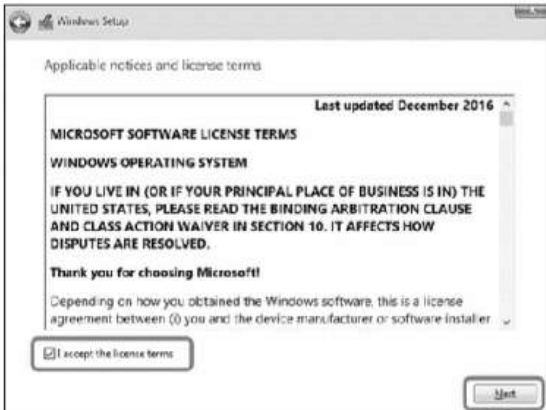 Windows Setup
Applicable notices and license terms
Last updated December 2016
MICROSOFT SOFTWARE LICENSE TERMS
WINDOWS OPERATING SYSTEM
IF YOU LIVE IN (OR IF YOUR PRINCIPAL PLACE OF BUSINESS IS IN) THE
UNITED STATES, PLEASE READ THE BINDING ARBITRATION CLAUSE
AND CLASS ACTION WAIVER IN SECTION 10. IT AFFECTS HOW
DISPUTES ARE RESOLVED.
Thank you for choosing Microsoft!
Depending on how you obtained the Windows software, this is a license
agreement between (i) you and the device manufacturer or software installer
I accept the license terms
Next